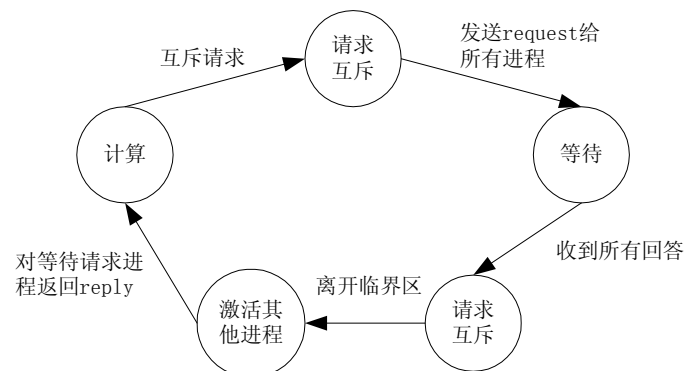 请求
互斥
发送request给
所有进程
互斥请求
计算
等待
收到所有回答
对等待请求进
程返回reply
离开临界区
激活其
他进程
请求
互斥